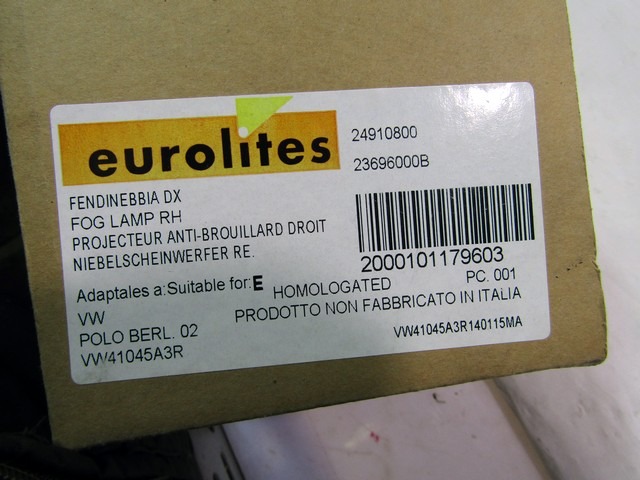 eurolites
24910800
23696000B
FENDINEBBIA DX
FOG LAMP RH
PROJECTEUR ANTI-BROUILLARD DROIT
NIEBELSCHEINWERFER RE.
2000101179603
Adaptales a:Suitable for:E HOMOLOGATED PC. 001
VW PRODOTTO NON FABBRICATO IN ITALIA
POLO BERL. 02
VW41045A3R VW41045A3R140115MA